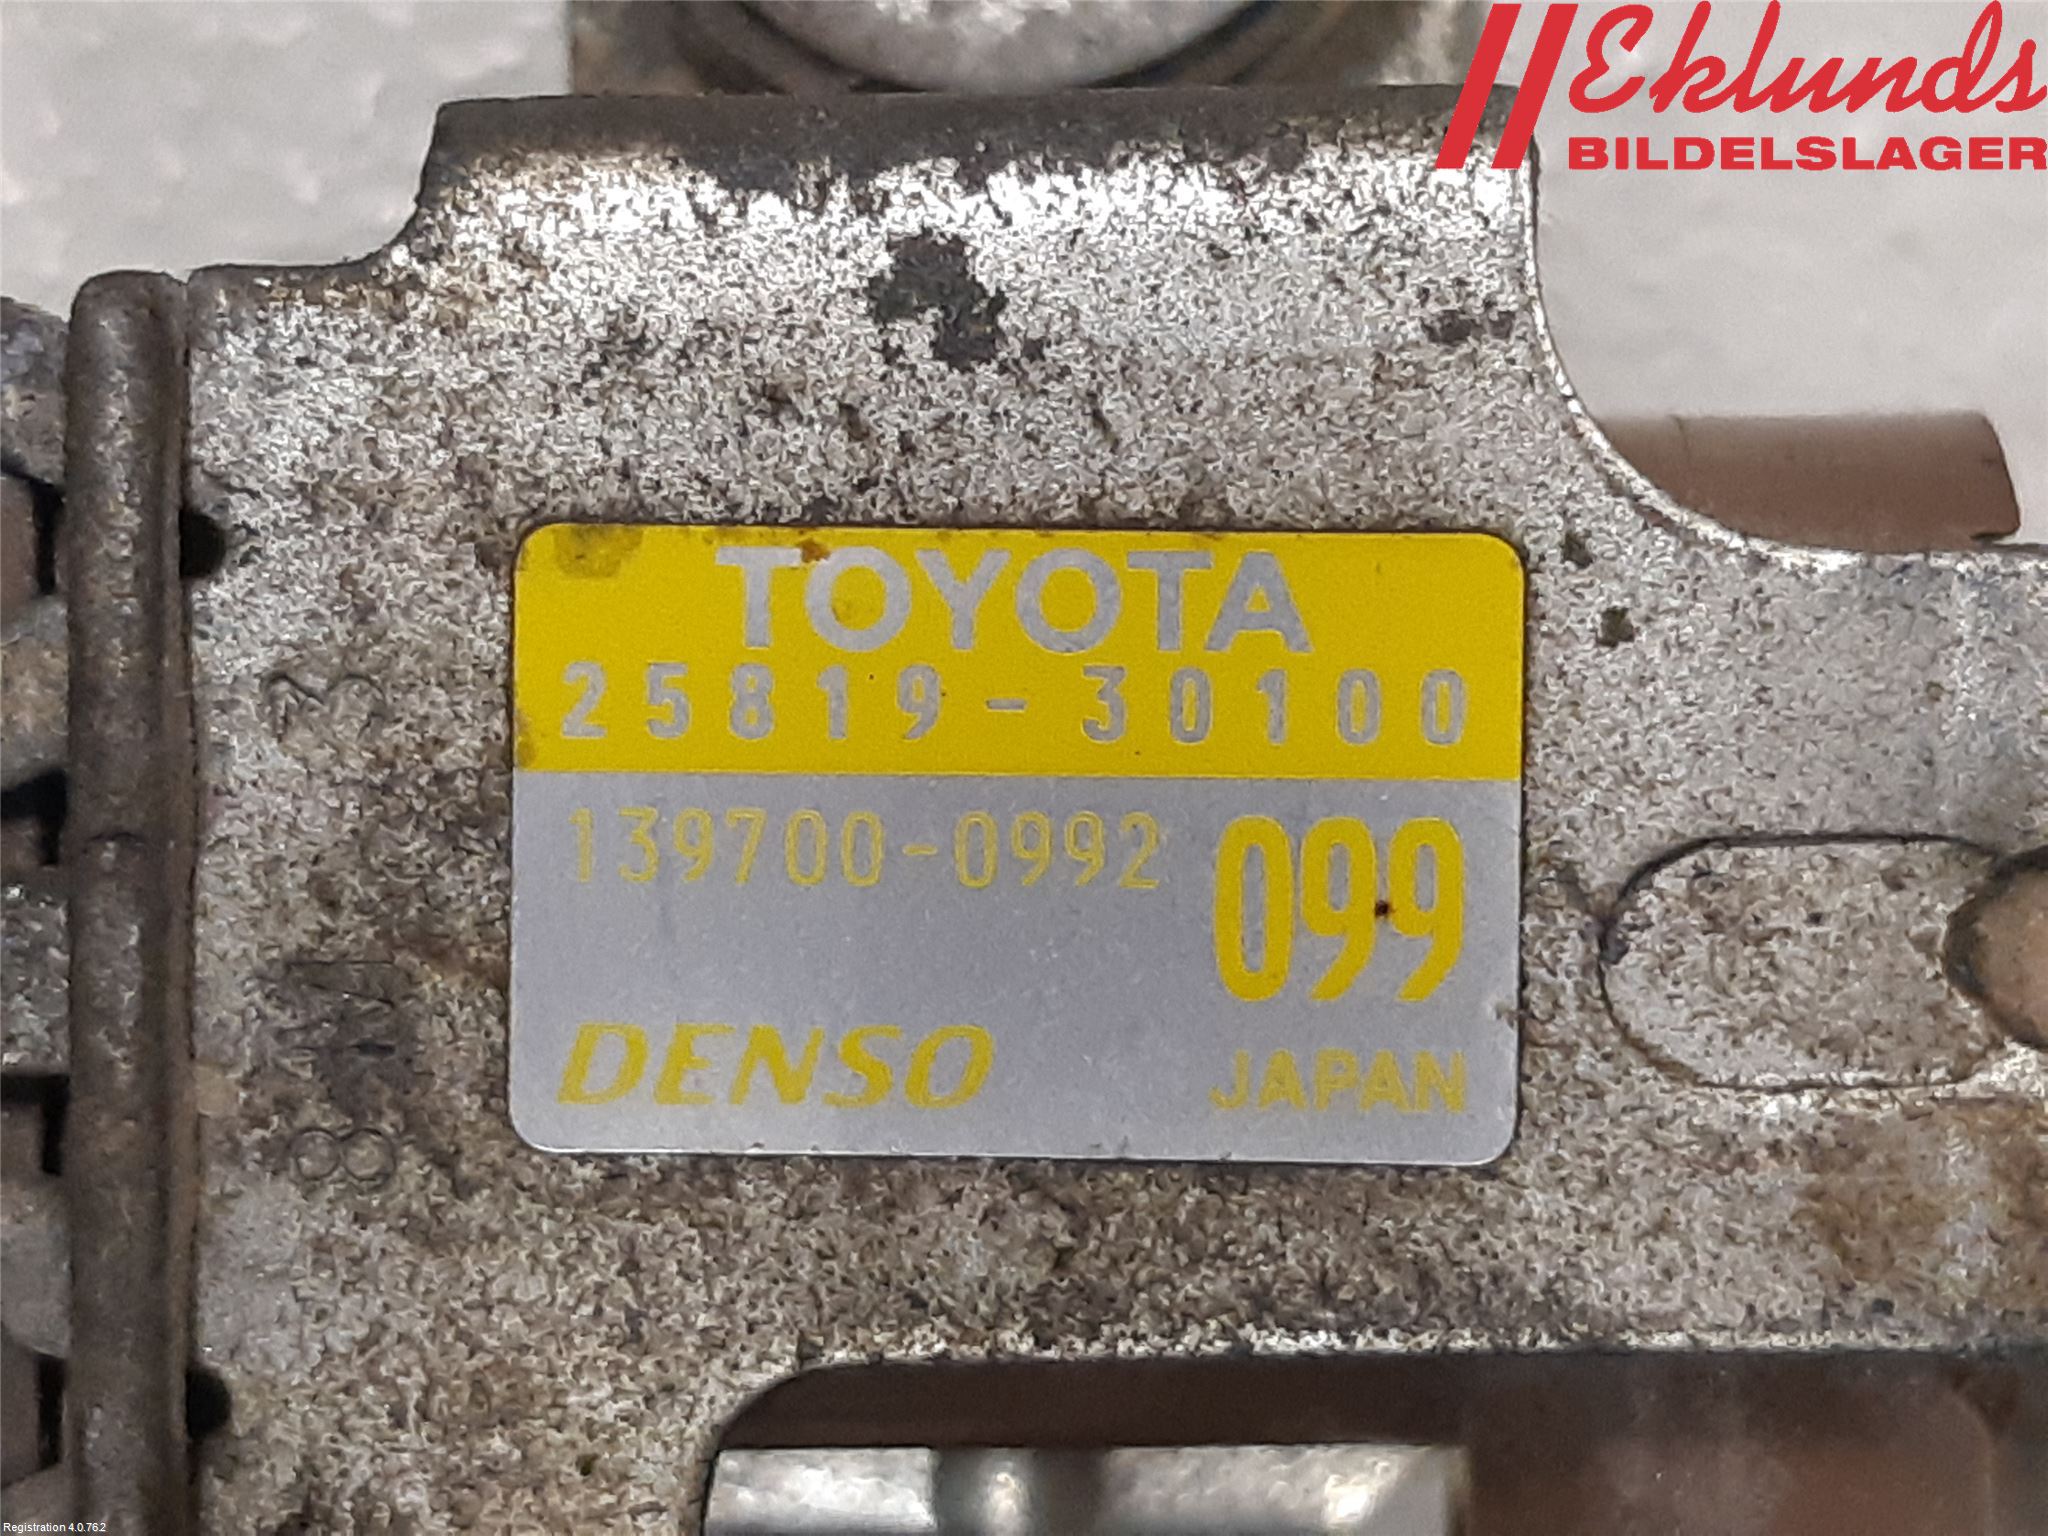 Eklunds
BILDELSLAGER
TOYOTA
25819-30100
139700-0992
099
DENSO
JAPAN
Registration 4.0.762